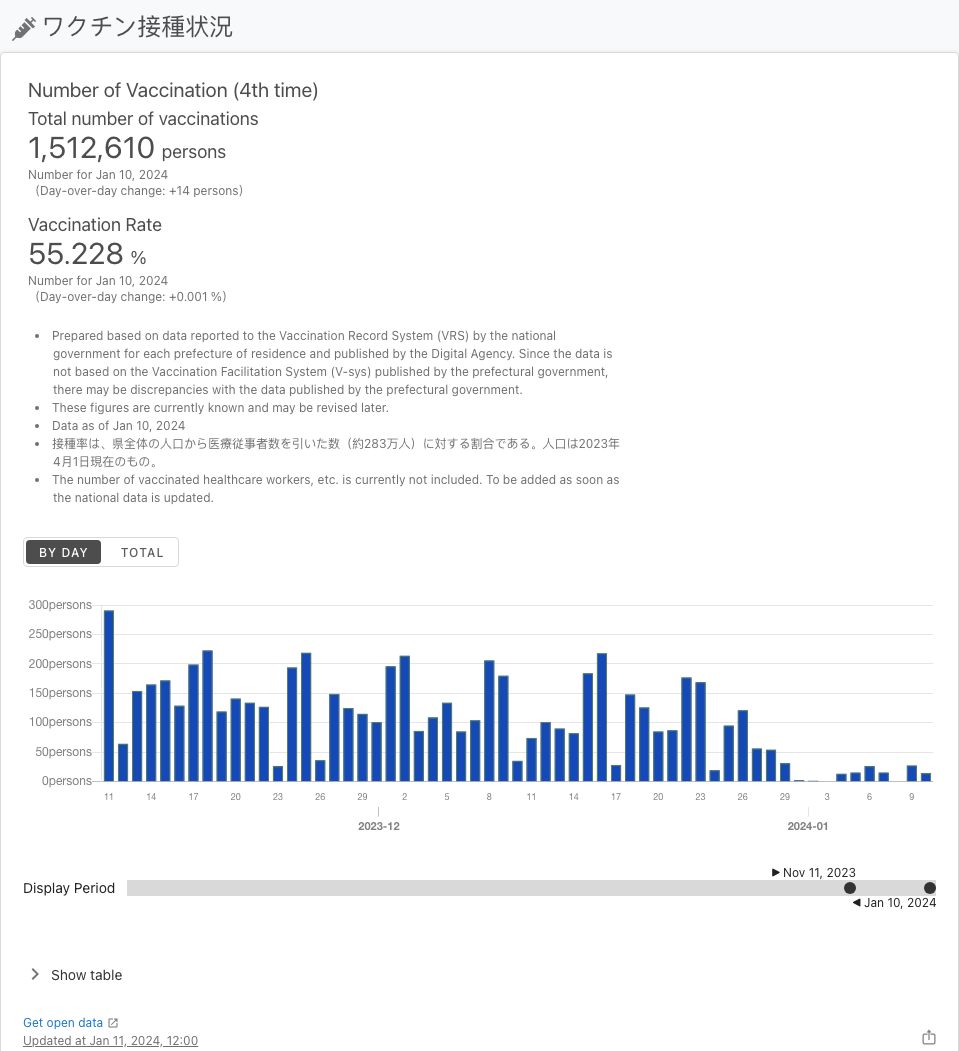 ワクチン接種状況
Number of Vaccination (4th time)
Total number of vaccinations
1,512,610 persons
Number for Jan 10, 2024
(Day-over-day change: +14 persons)
Vaccination Rate
55.228 %
Number for Jan 10, 2024
(Day-over-day change: +0.001 %)
• Prepared based on data reported to the Vaccination Record System (VRS) by the national
government for each prefecture of residence and published by the Digital Agency. Since the data is
not based on the Vaccination Facilitation System (V-sys) published by the prefectural government,
there may be discrepancies with the data published by the prefectural government.
• These figures are currently known and may be revised later.
• Data as of Jan 10, 2024
• 接種率は、県全体の人口から医療従事者数を引いた数（約283万人）に対する割合である。人口は2023年
4月1日現在のもの。
• The number of vaccinated healthcare workers, etc. is currently not included. To be added as soon as
the national data is updated.
BY DAY TOTAL
300persons
250persons
200persons
150persons
100persons
50persons
0persons
11 14 17 20 23 26 29 2 5 8 11 14 17 20 23 26 29 3 6 9
2023-12 2024-01
▶ Nov 11, 2023
Display Period
◀ Jan 10, 2024
Show table
Get open data
Updated at Jan 11, 2024, 12:00